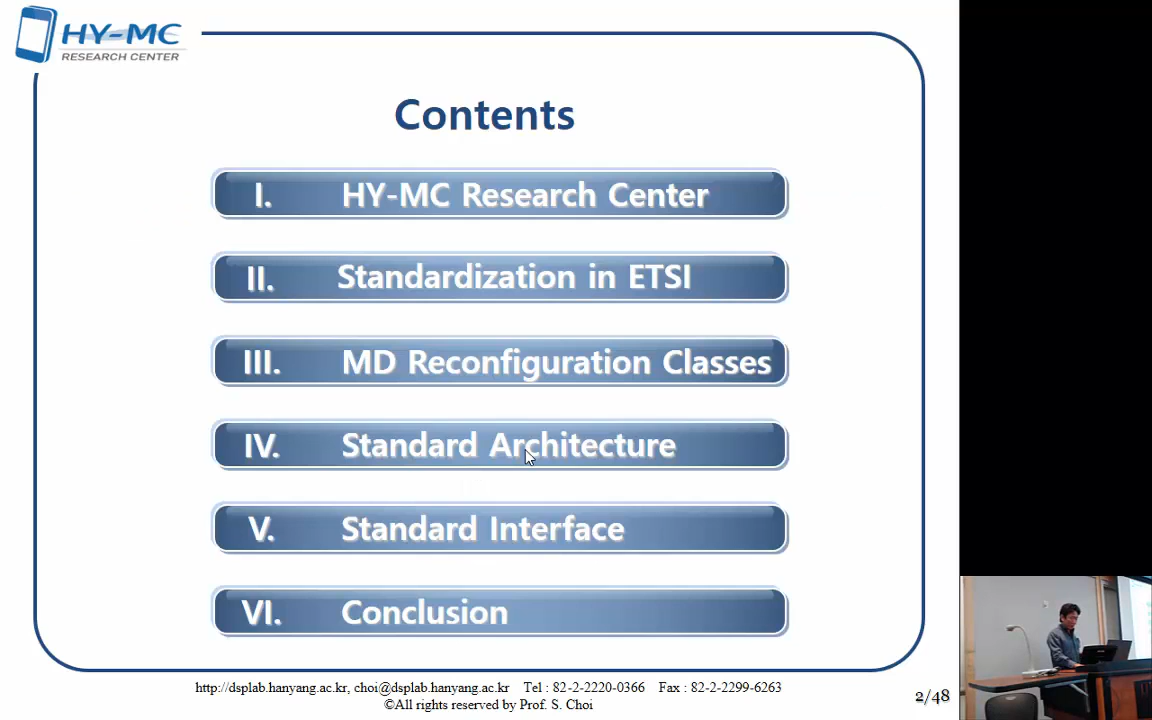 HY-MC
RESEARCH CENTER
Contents
I. HY-MC Research Center
II. Standardization in ETSI
III. MD Reconfiguration Classes
IV. Standard Architecture
V. Standard Interface
VI. Conclusion
http://dsplab.hanyang.ac.kr, choi@dsplab.hanyang.ac.kr Tel : 82-2-2220-0366 Fax : 82-2-2299-6263
©All rights reserved by Prof. S. Choi
2/48